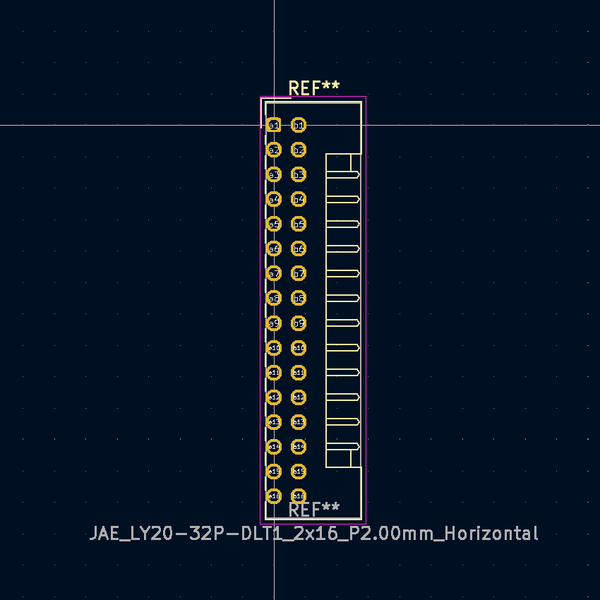 REF**
a1 b1
a2 b2
a3 b3
a4 b4
a5 b5
a6 b6
a7 b7
a8 b8
a9 b9
a10 b10
a11 b11
a12 b12
a13 b13
a14 b14
a15 b15
a16 b16
REF**
JAE_LY20-32P-DLT1_2x16_P2.00mm_Horizontal